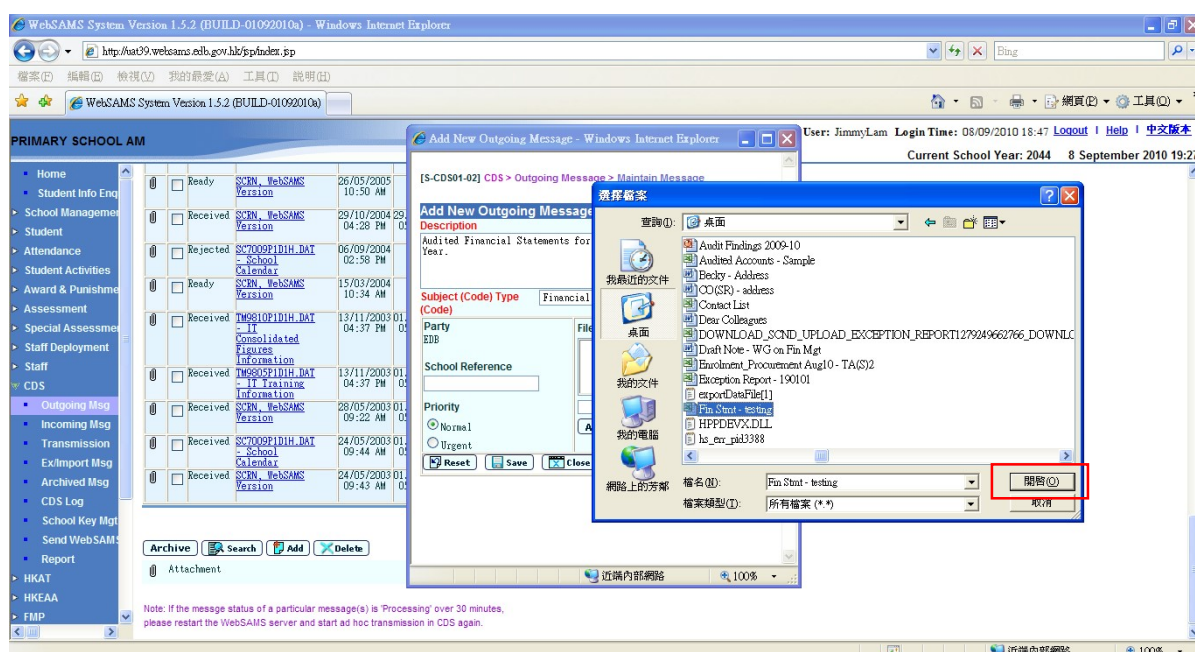 WebSAMS System Version 1.5.2 (BUILD-01092010a) - Windows Internet Explorer
http://uat39.websams.edb.gov.hk/jsp/index.jsp
Bing
檔案(F) 編輯(E) 檢視(V) 我的最愛(A) 工具(T) 說明(H)
WebSAMS System Version 1.5.2 (BUILD-01092010a)
網頁(P) 工具(O)
PRIMARY SCHOOL AM
User: JimmyLam Login Time: 08/09/2010 18:47 Logout | Help | 中文版本
Current School Year: 2044 8 September 2010 19:27
Home
Student Info Enq
School Managemen
Student
Attendance
Student Activities
Award & Punishme
Assessment
Special Assessmen
Staff Deployment
Staff
CDS
Outgoing Msg
Incoming Msg
Transmission
Ex/Import Msg
Archived Msg
CDS Log
School Key Mgt
Send WebSAMS
Report
HKAT
HKEAA
FMP
Ready SCRN, WebSAMS 26/05/2005
Version 10:50 AM
Received SCRN, WebSAMS 29/10/2004 29.
Version 04:28 PM 05
Rejected SC7009P1D1H.DAT 06/09/2004
- School 02:58 PM
Calendar
Ready SCRN, WebSAMS 15/03/2004
Version 10:34 AM
Received TM9810P1D1H.DAT 13/11/2003 01.
- IT 04:37 PM 05
Consolidated
Figures
Information
Received TM9805P1D1H.DAT 13/11/2003 01.
- IT Training 04:37 PM 05
Information
Received SCRN, WebSAMS 28/05/2003 01.
Version 09:22 AM 05
Received SC7009P1D1H.DAT 24/05/2003 01.
- School 09:44 AM 05
Calendar
Received SCRN, WebSAMS 24/05/2003 01.
Version 09:43 AM 05
Archive Search Add Delete
Attachment
Note: If the messge status of a particular message(s) is 'Processing' over 30 minutes,
please restart the WebSAMS server and start ad hoc transmission in CDS again.
Add New Outgoing Message - Windows Internet Explorer
[S-CDS01-02] CDS > Outgoing Message > Maintain Message
Add New Outgoing Message
Description
Audited Financial Statements for
Year.
Subject (Code) Type Financial
(Code)
Party File
EDB
School Reference
Priority
Normal A
Urgent
Reset Save Close
近端內部網路 100%
選擇檔案
查詢(I): 桌面
我最近的文件
桌面
我的文件
我的電腦
網路上的芳鄰
Audit Findings 2009-10
Audited Accounts - Sample
Becky - Address
CO(SR) - address
Contact List
Dear Colleagues
DOWNLOAD_SCND_UPLOAD_EXCEPTION_REPORT1279249662766_DOWNLC
Draft Note - WG on Fin Mgt
Enrolment_Procurement Aug10 - TA(S)2
Exception Report - 190101
exportDataFile[1]
Fin Stmt - testing
HPPDEVX.DLL
hs_err_pid3388
檔名(N): Fin Stmt - testing 開啟(O)
檔案類型(T): 所有檔案 (*.*) 取消
近端內部網路 100%